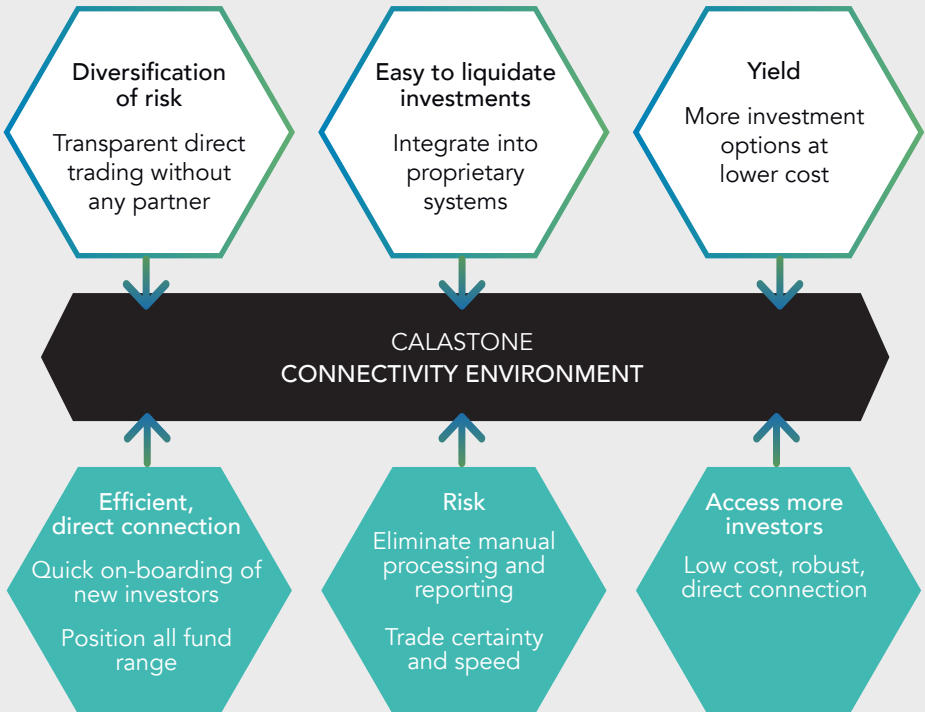 Diversification
of risk
Transparent direct
trading without
any partner
Easy to liquidate
investments
Integrate into
proprietary
systems
Yield
More investment
options at
lower cost
CALASTONE
CONNECTIVITY ENVIRONMENT
Efficient,
direct connection
Quick on-boarding of
new investors
Position all fund
range
Risk
Eliminate manual
processing and
reporting
Trade certainty
and speed
Access more
investors
Low cost, robust,
direct connection